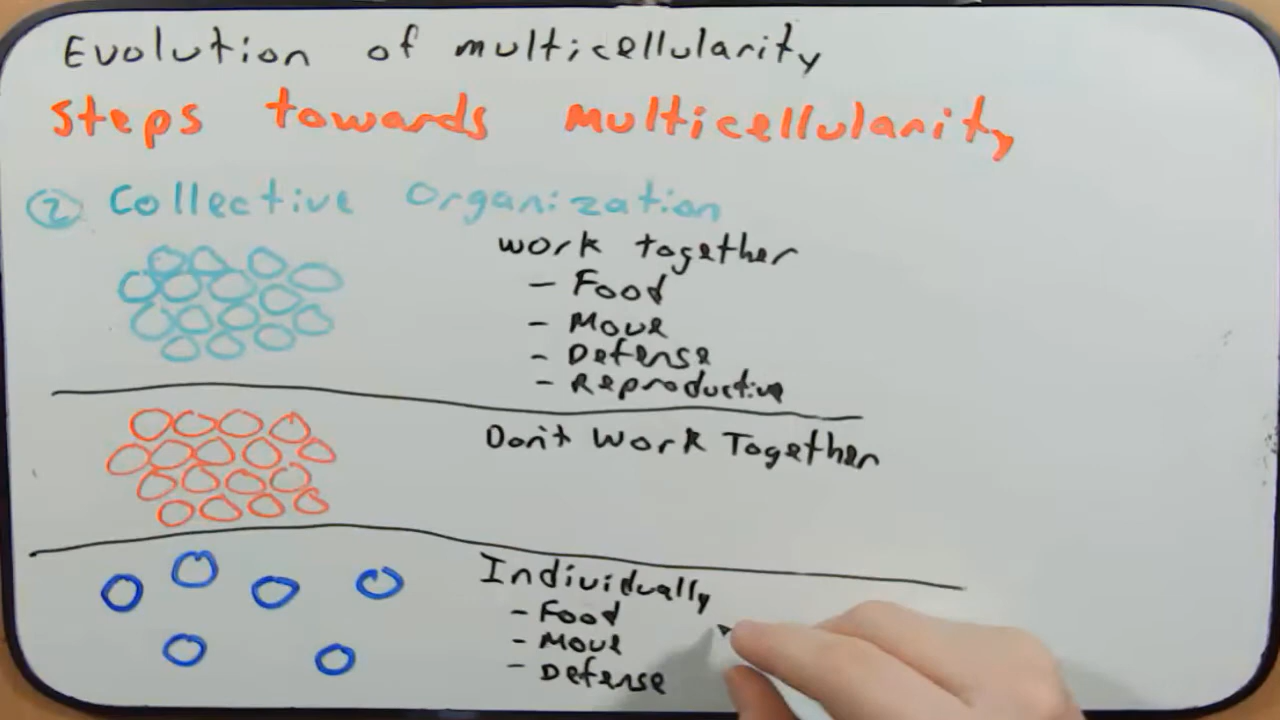 Evolution of multicellularity
Steps towards Multicellularity
② Collective Organization
Work together
- Food
- Move
- Defense
- Reproductive
Don't Work Together
Individually
- Food
- Move
- Defense